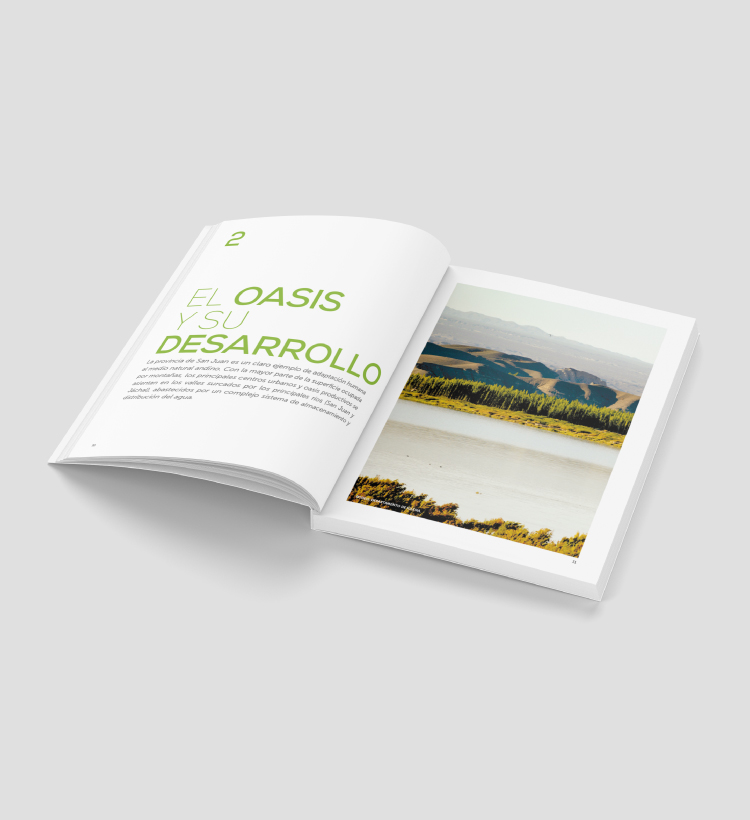 2
EL OASIS
Y SU
DESARROLLO
La provincia de San Juan es un claro ejemplo de adaptación humana
al medio natural andino. Con la mayor parte de la superficie ocupada
por montañas, los principales centros urbanos y oasis productivos se
asientan en los valles surcados por los principales ríos (San Juan y
Jáchal), abastecidos por un complejo sistema de almacenamiento y
distribución del agua.
DEPARTAMENTO DE